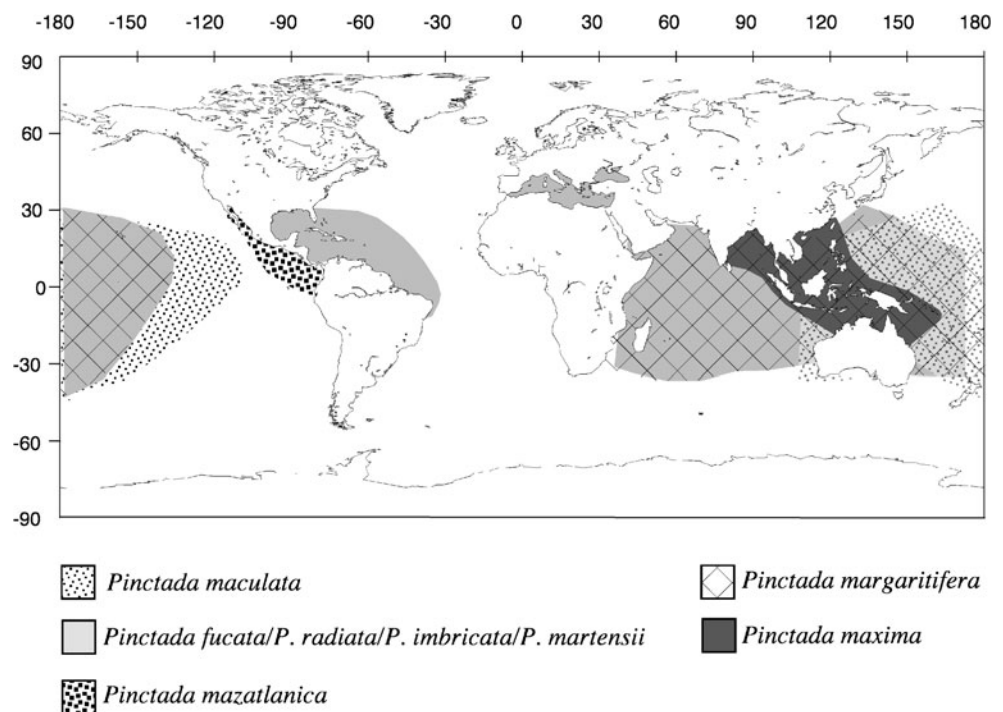 -180 -150 -120 -90 -60 -30 0 30 60 90 120 150 180
90
60
30
0
-30
-60
-90
Pinctada maculata
Pinctada margaritifera
Pinctada fucata/P. radiata/P. imbricata/P. martensii
Pinctada maxima
Pinctada mazatlanica